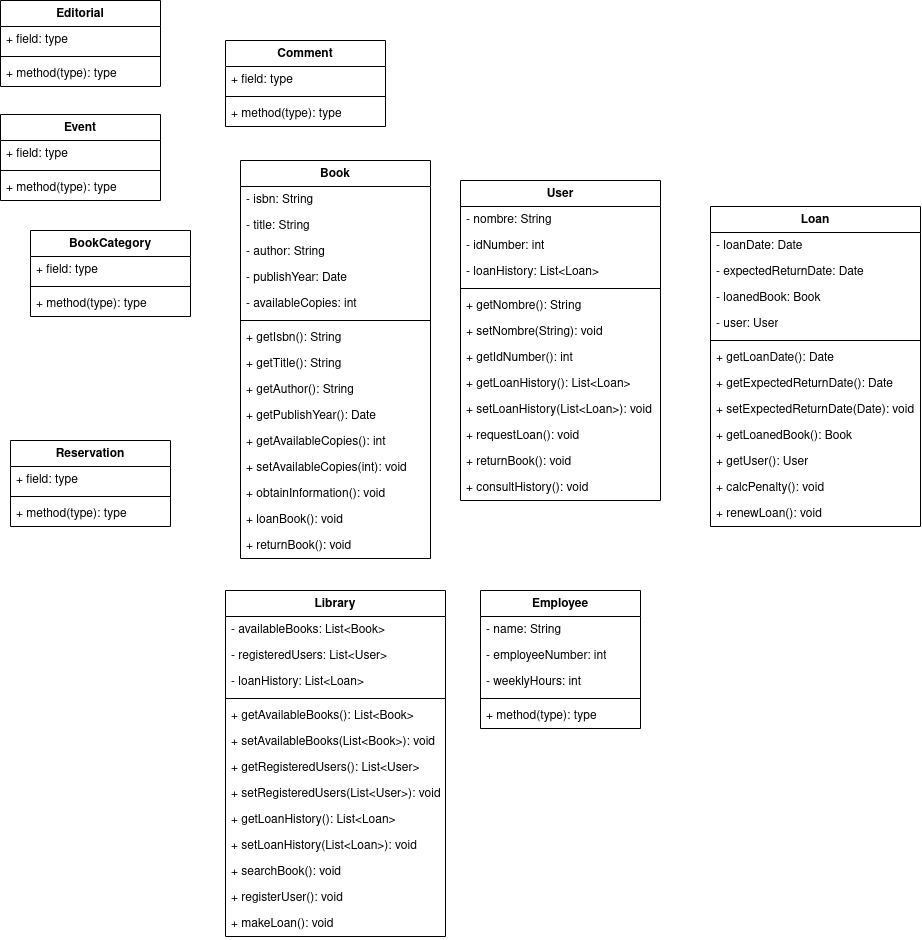 Editorial
+ field: type
+ method(type): type
Comment
+ field: type
+ method(type): type
Event
+ field: type
+ method(type): type
BookCategory
+ field: type
+ method(type): type
Book
- isbn: String
- title: String
- author: String
- publishYear: Date
- availableCopies: int
+ getIsbn(): String
+ getTitle(): String
+ getAuthor(): String
+ getPublishYear(): Date
+ getAvailableCopies(): int
+ setAvailableCopies(int): void
+ obtainInformation(): void
+ loanBook(): void
+ returnBook(): void
User
- nombre: String
- idNumber: int
- loanHistory: List<Loan>
+ getNombre(): String
+ setNombre(String): void
+ getIdNumber(): int
+ getLoanHistory(): List<Loan>
+ setLoanHistory(List<Loan>): void
+ requestLoan(): void
+ returnBook(): void
+ consultHistory(): void
Loan
- loanDate: Date
- expectedReturnDate: Date
- loanedBook: Book
- user: User
+ getLoanDate(): Date
+ getExpectedReturnDate(): Date
+ setExpectedReturnDate(Date): void
+ getLoanedBook(): Book
+ getUser(): User
+ calcPenalty(): void
+ renewLoan(): void
Reservation
+ field: type
+ method(type): type
Library
- availableBooks: List<Book>
- registeredUsers: List<User>
- loanHistory: List<Loan>
+ getAvailableBooks(): List<Book>
+ setAvailableBooks(List<Book>): void
+ getRegisteredUsers(): List<User>
+ setRegisteredUsers(List<User>): void
+ getLoanHistory(): List<Loan>
+ setLoanHistory(List<Loan>): void
+ searchBook(): void
+ registerUser(): void
+ makeLoan(): void
Employee
- name: String
- employeeNumber: int
- weeklyHours: int
+ method(type): type